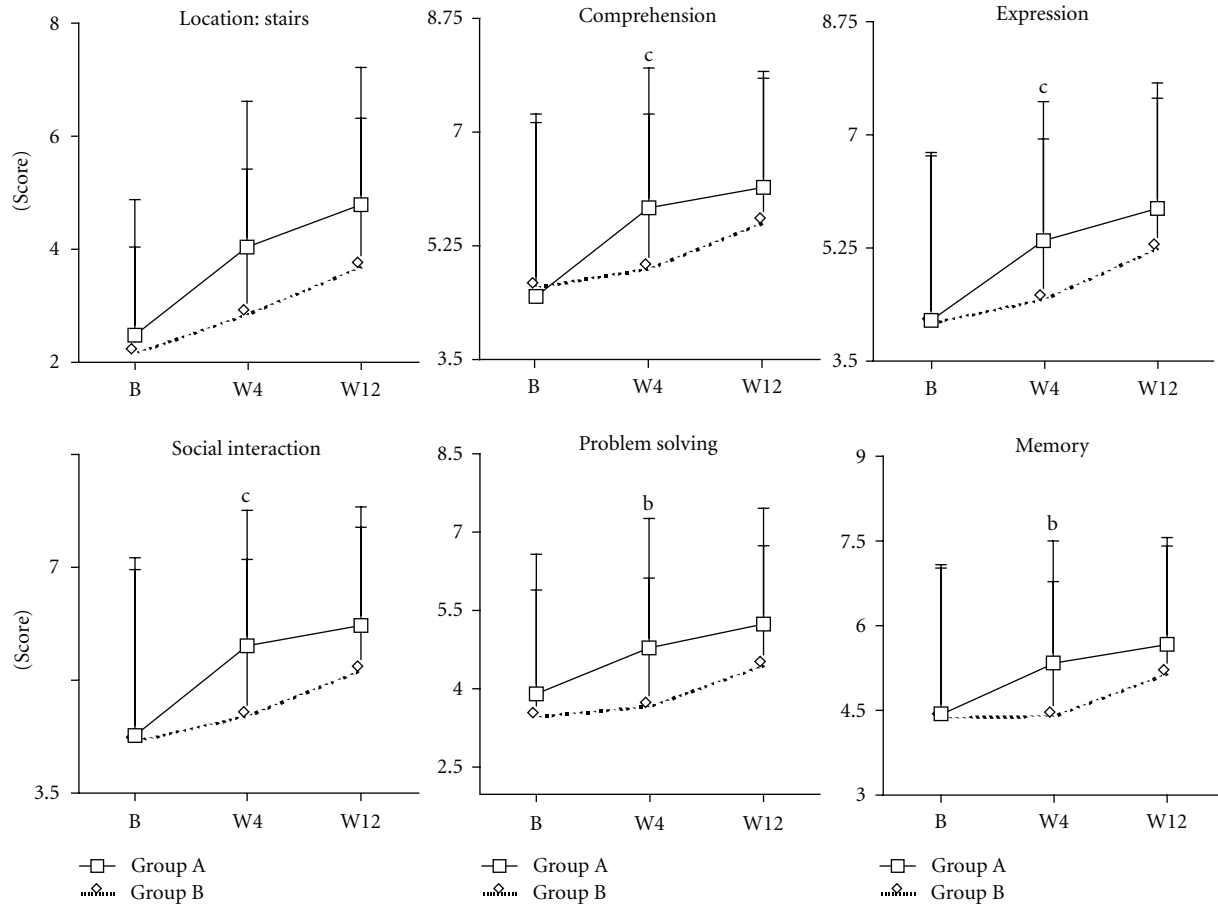 Location: stairs
8
6
4
2
(Score)
B W4 W12
Comprehension
8.75
7
5.25
3.5
c
B W4 W12
Expression
8.75
7
5.25
3.5
c
B W4 W12
Social interaction
7
3.5
(Score)
c
B W4 W12
Group A
Group B
Problem solving
8.5
7
5.5
4
2.5
b
B W4 W12
Group A
Group B
Memory
9
7.5
6
4.5
3
b
B W4 W12
Group A
Group B